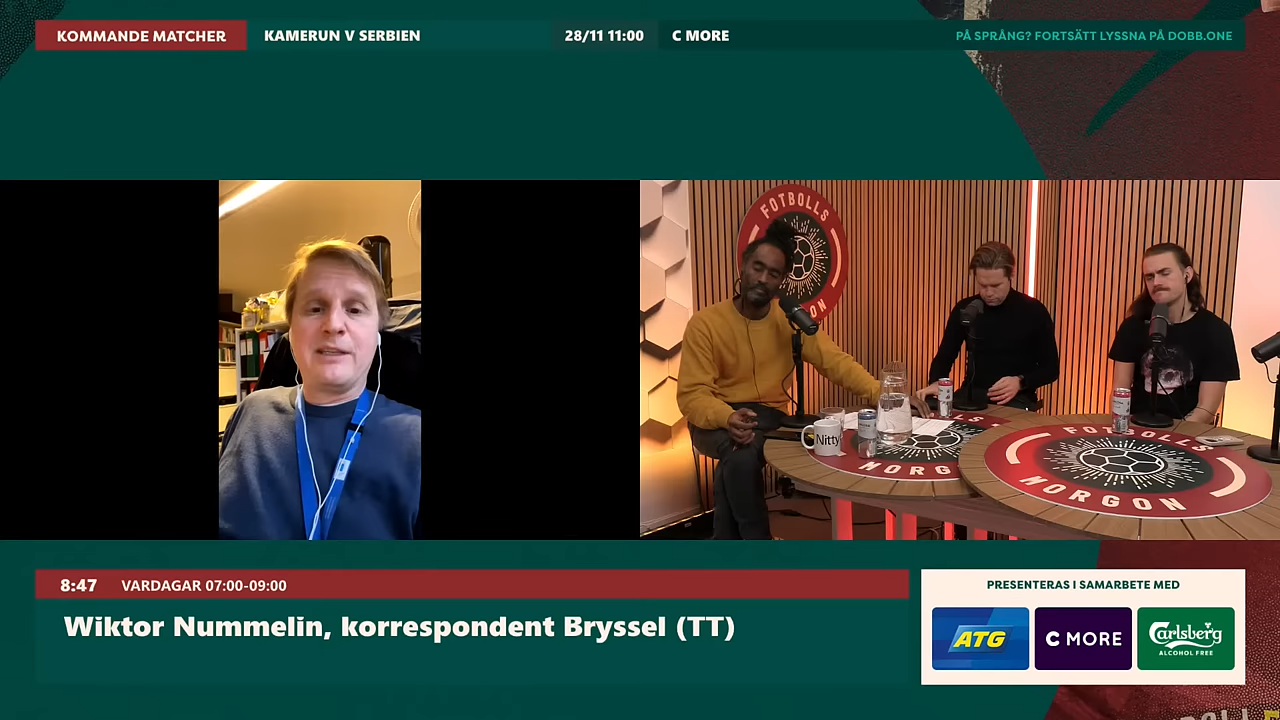 KOMMANDE MATCHER KAMERUN V SERBIEN 28/11 11:00 C MORE PÅ SPRÅNG? FORTSÄTT LYSSNA PÅ DOBB.ONE
FOTBOLLS
MORGON
Nitty
FOTBOLLS
MORGON
8:47 VARDAGAR 07:00-09:00
Wiktor Nummelin, korrespondent Bryssel (TT)
PRESENTERAS I SAMARBETE MED
ATG
C MORE
Carlsberg
ALCOHOL FREE